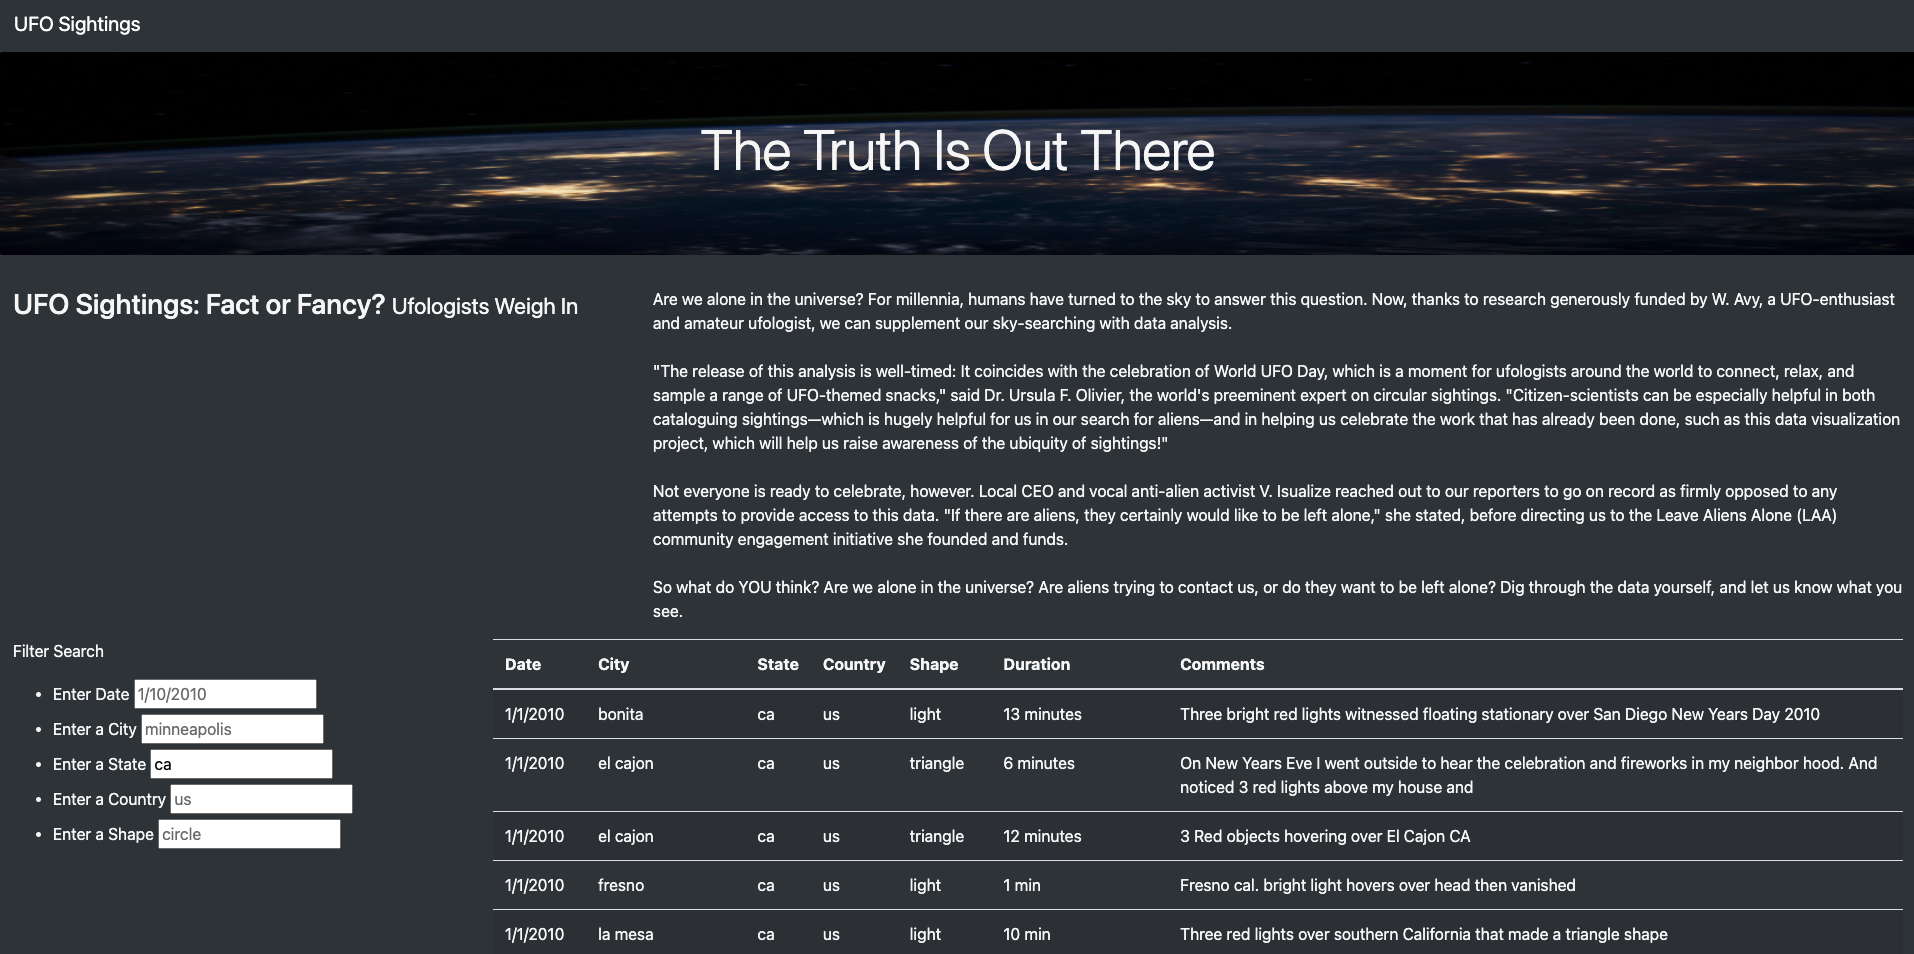 UFO Sightings
The Truth Is Out There
UFO Sightings: Fact or Fancy? Ufologists Weigh In
Are we alone in the universe? For millennia, humans have turned to the sky to answer this question. Now, thanks to research generously funded by W. Avy, a UFO-enthusiast
and amateur ufologist, we can supplement our sky-searching with data analysis.
"The release of this analysis is well-timed: It coincides with the celebration of World UFO Day, which is a moment for ufologists around the world to connect, relax, and
sample a range of UFO-themed snacks," said Dr. Ursula F. Olivier, the world's preeminent expert on circular sightings. "Citizen-scientists can be especially helpful in both
cataloguing sightings—which is hugely helpful for us in our search for aliens—and in helping us celebrate the work that has already been done, such as this data visualization
project, which will help us raise awareness of the ubiquity of sightings!"
Not everyone is ready to celebrate, however. Local CEO and vocal anti-alien activist V. Isualize reached out to our reporters to go on record as firmly opposed to any
attempts to provide access to this data. "If there are aliens, they certainly would like to be left alone," she stated, before directing us to the Leave Aliens Alone (LAA)
community engagement initiative she founded and funds.
So what do YOU think? Are we alone in the universe? Are aliens trying to contact us, or do they want to be left alone? Dig through the data yourself, and let us know what you
see.
Filter Search
Enter Date 1/10/2010
Enter a City minneapolis
Enter a State ca
Enter a Country us
Enter a Shape circle
Date City State Country Shape Duration Comments
1/1/2010 bonita ca us light 13 minutes Three bright red lights witnessed floating stationary over San Diego New Years Day 2010
1/1/2010 el cajon ca us triangle 6 minutes On New Years Eve I went outside to hear the celebration and fireworks in my neighbor hood. And
noticed 3 red lights above my house and
1/1/2010 el cajon ca us triangle 12 minutes 3 Red objects hovering over El Cajon CA
1/1/2010 fresno ca us light 1 min Fresno cal. bright light hovers over head then vanished
1/1/2010 la mesa ca us light 10 min Three red lights over southern California that made a triangle shape